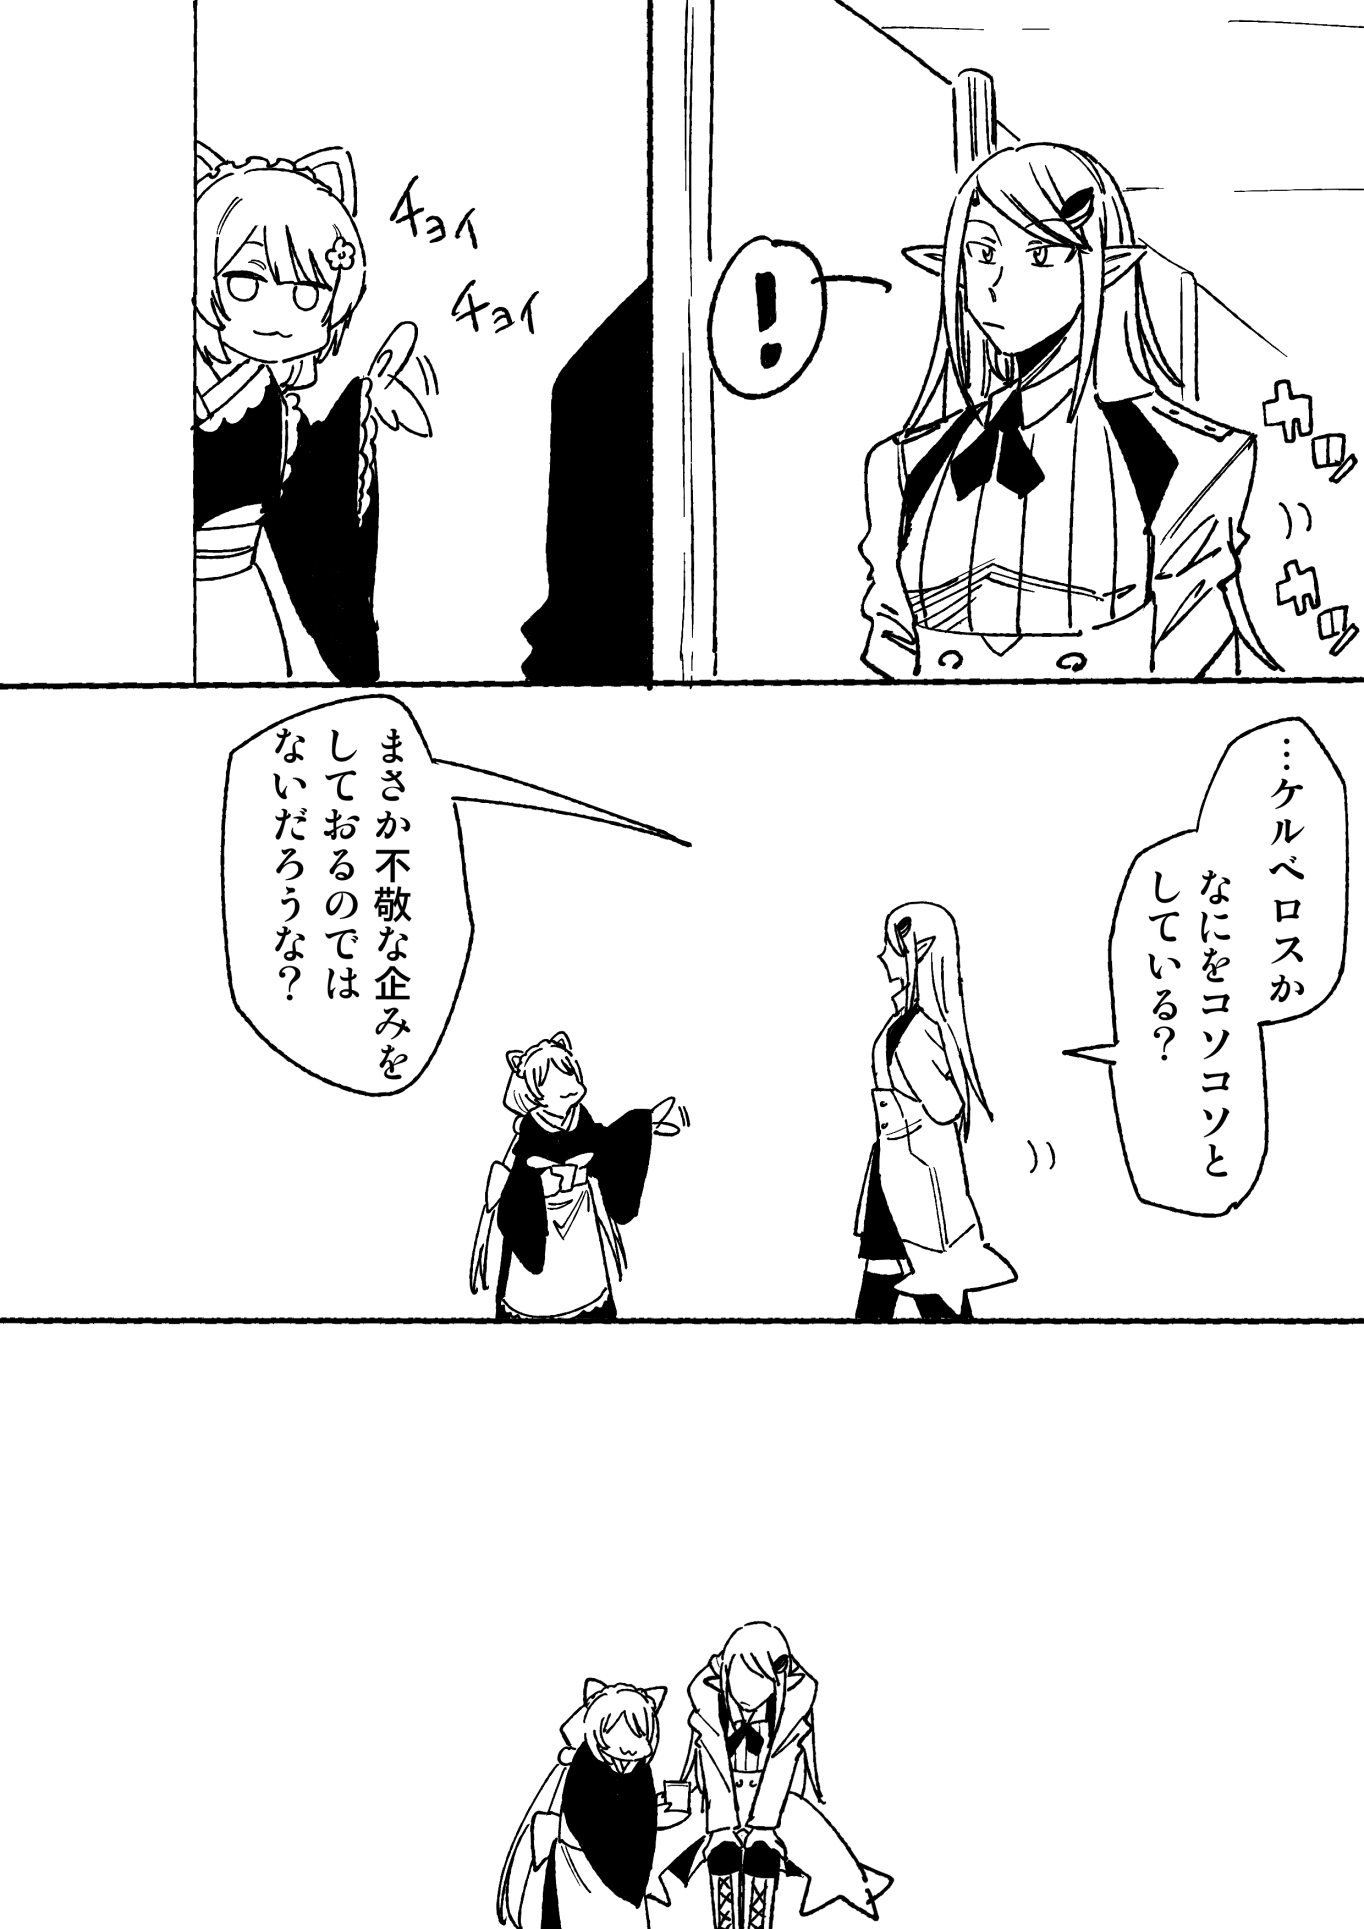 カッ
カッ
！
チョイ
チョイ
…ケルベロスか
なにをコソコソと
している？
まさか不敬な企みを
しておるのでは
ないだろうな？